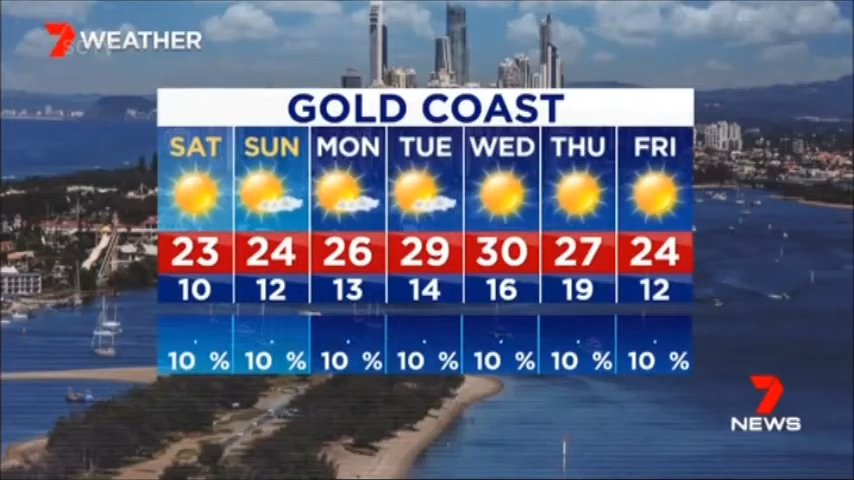 7 WEATHER
GOLD COAST
SAT SUN MON TUE WED THU FRI
23 24 26 29 30 27 24
10 12 13 14 16 19 12
10 % 10 % 10 % 10 % 10 % 10 % 10 %
7
NEWS